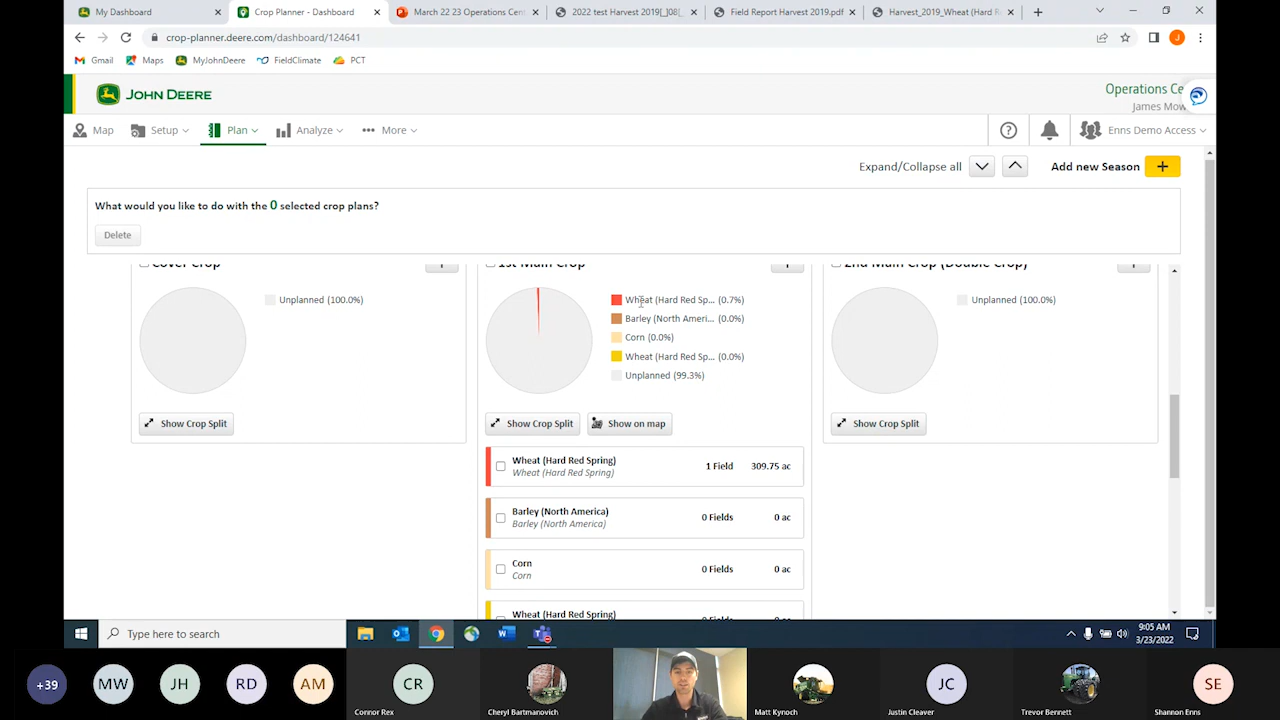 My Dashboard
Crop Planner - Dashboard
March 22 23 Operations Cen
2022 test Harvest 2019[_]08[_
Field Report Harvest 2019.pdf
Harvest_2019_Wheat (Hard R
crop-planner.deere.com/dashboard/124641
Gmail
Maps
MyJohnDeere
FieldClimate
PCT
JOHN DEERE
Operations Ce
James Mow
Map
Setup
Plan
Analyze
More
Enns Demo Access
Expand/Collapse all
Add new Season
What would you like to do with the 0 selected crop plans?
Delete
Cover Crop
1st Main Crop
2nd Main Crop (Double Crop)
Unplanned (100.0%)
Wheat (Hard Red Sp... (0.7%)
Barley (North Ameri... (0.0%)
Corn (0.0%)
Wheat (Hard Red Sp... (0.0%)
Unplanned (99.3%)
Unplanned (100.0%)
Show Crop Split
Show Crop Split
Show on map
Show Crop Split
Wheat (Hard Red Spring)
Wheat (Hard Red Spring)
1 Field
309.75 ac
Barley (North America)
Barley (North America)
0 Fields
0 ac
Corn
Corn
0 Fields
0 ac
Wheat (Hard Red Spring)
0 Fields
0 ac
Type here to search
9:05 AM
3/23/2022
+39
MW
JH
RD
AM
CR
Connor Rex
Cheryl Bartmanovich
Matt Kynoch
JC
Justin Cleaver
Trevor Bennett
SE
Shannon Enns